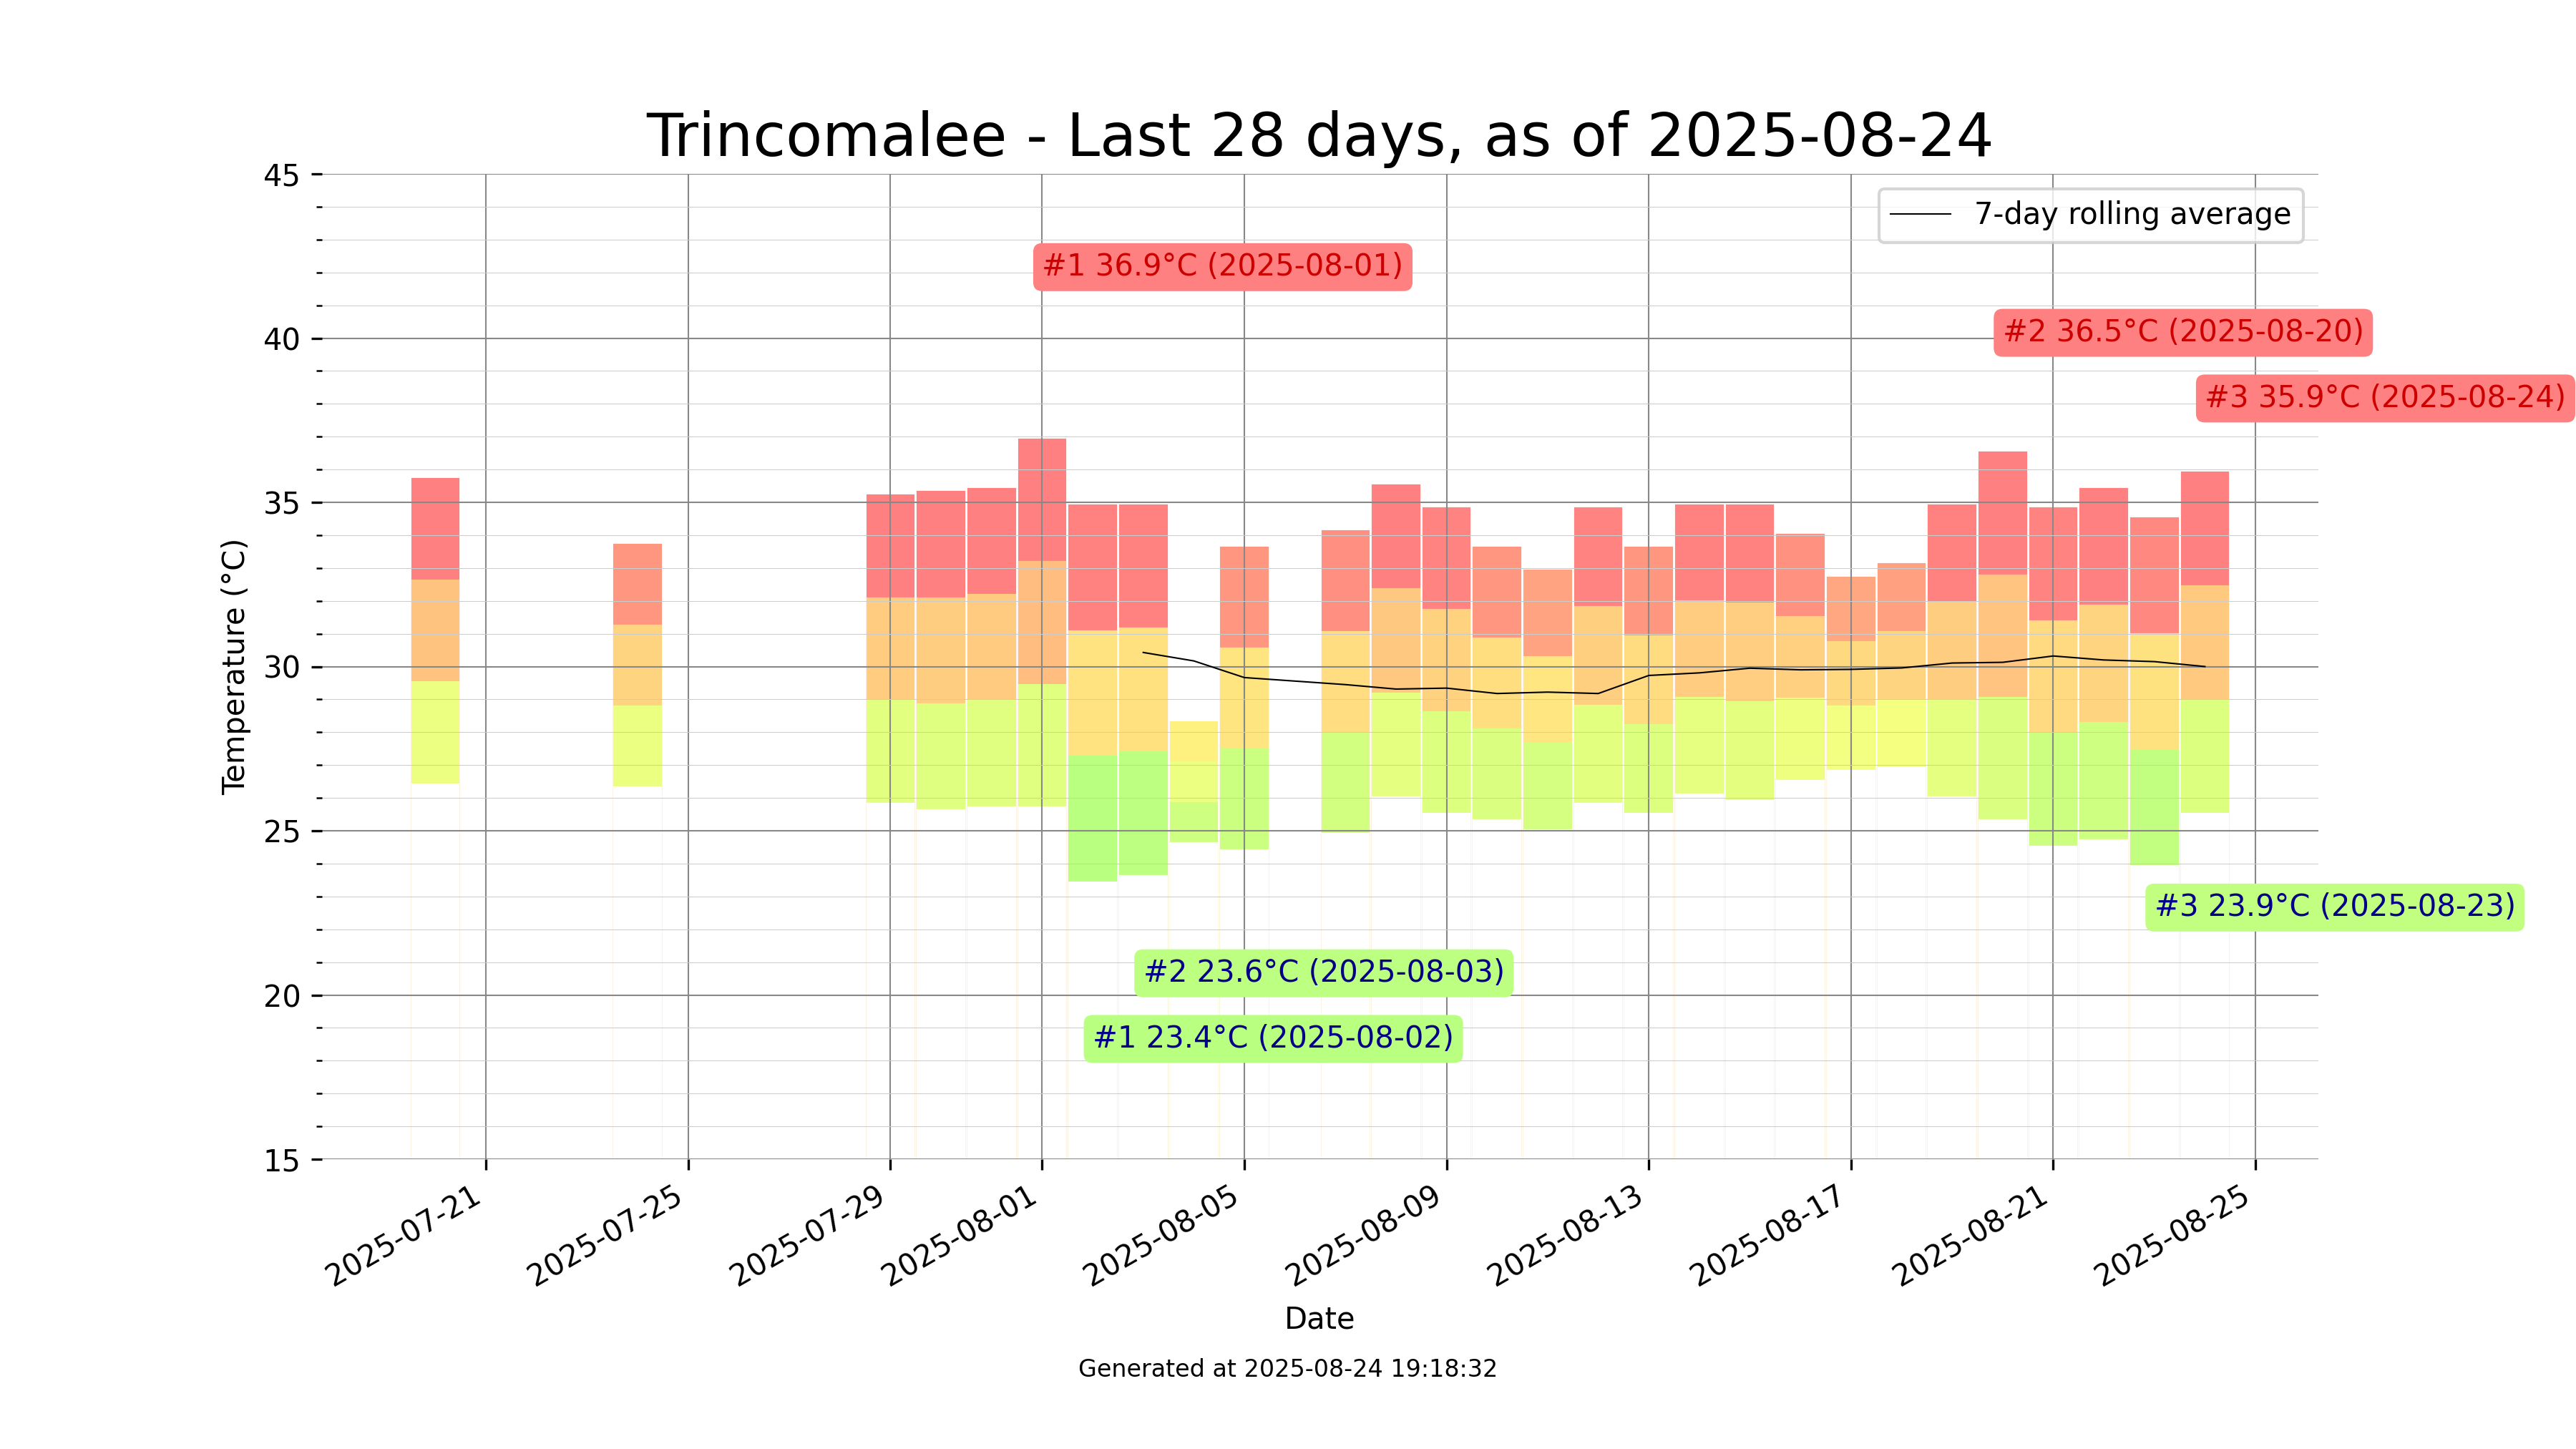 Trincomalee - Last 28 days, as of 2025-08-24
7-day rolling average
#1 36.9°C (2025-08-01)
#2 36.5°C (2025-08-20)
#3 35.9°C (2025-08-24)
#3 23.9°C (2025-08-23)
#2 23.6°C (2025-08-03)
#1 23.4°C (2025-08-02)
Temperature (°C)
45
40
35
30
25
20
15
2025-07-21
2025-07-25
2025-07-29
2025-08-01
2025-08-05
2025-08-09
2025-08-13
2025-08-17
2025-08-21
2025-08-25
Date
Generated at 2025-08-24 19:18:32